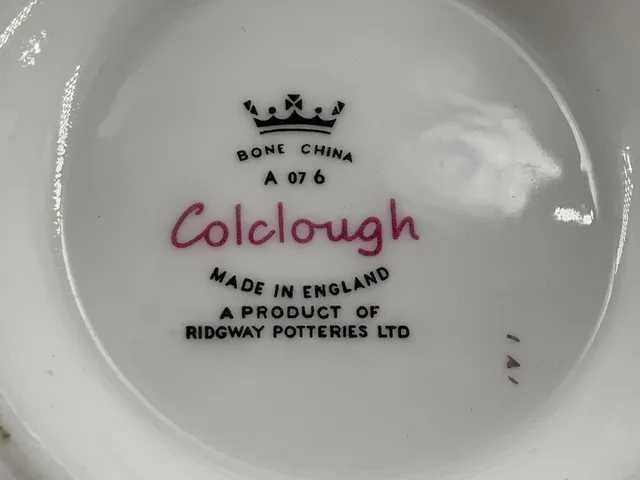 BONE CHINA
A 07 6
Colclough
MADE IN ENGLAND
A PRODUCT OF
RIDGWAY POTTERIES LTD